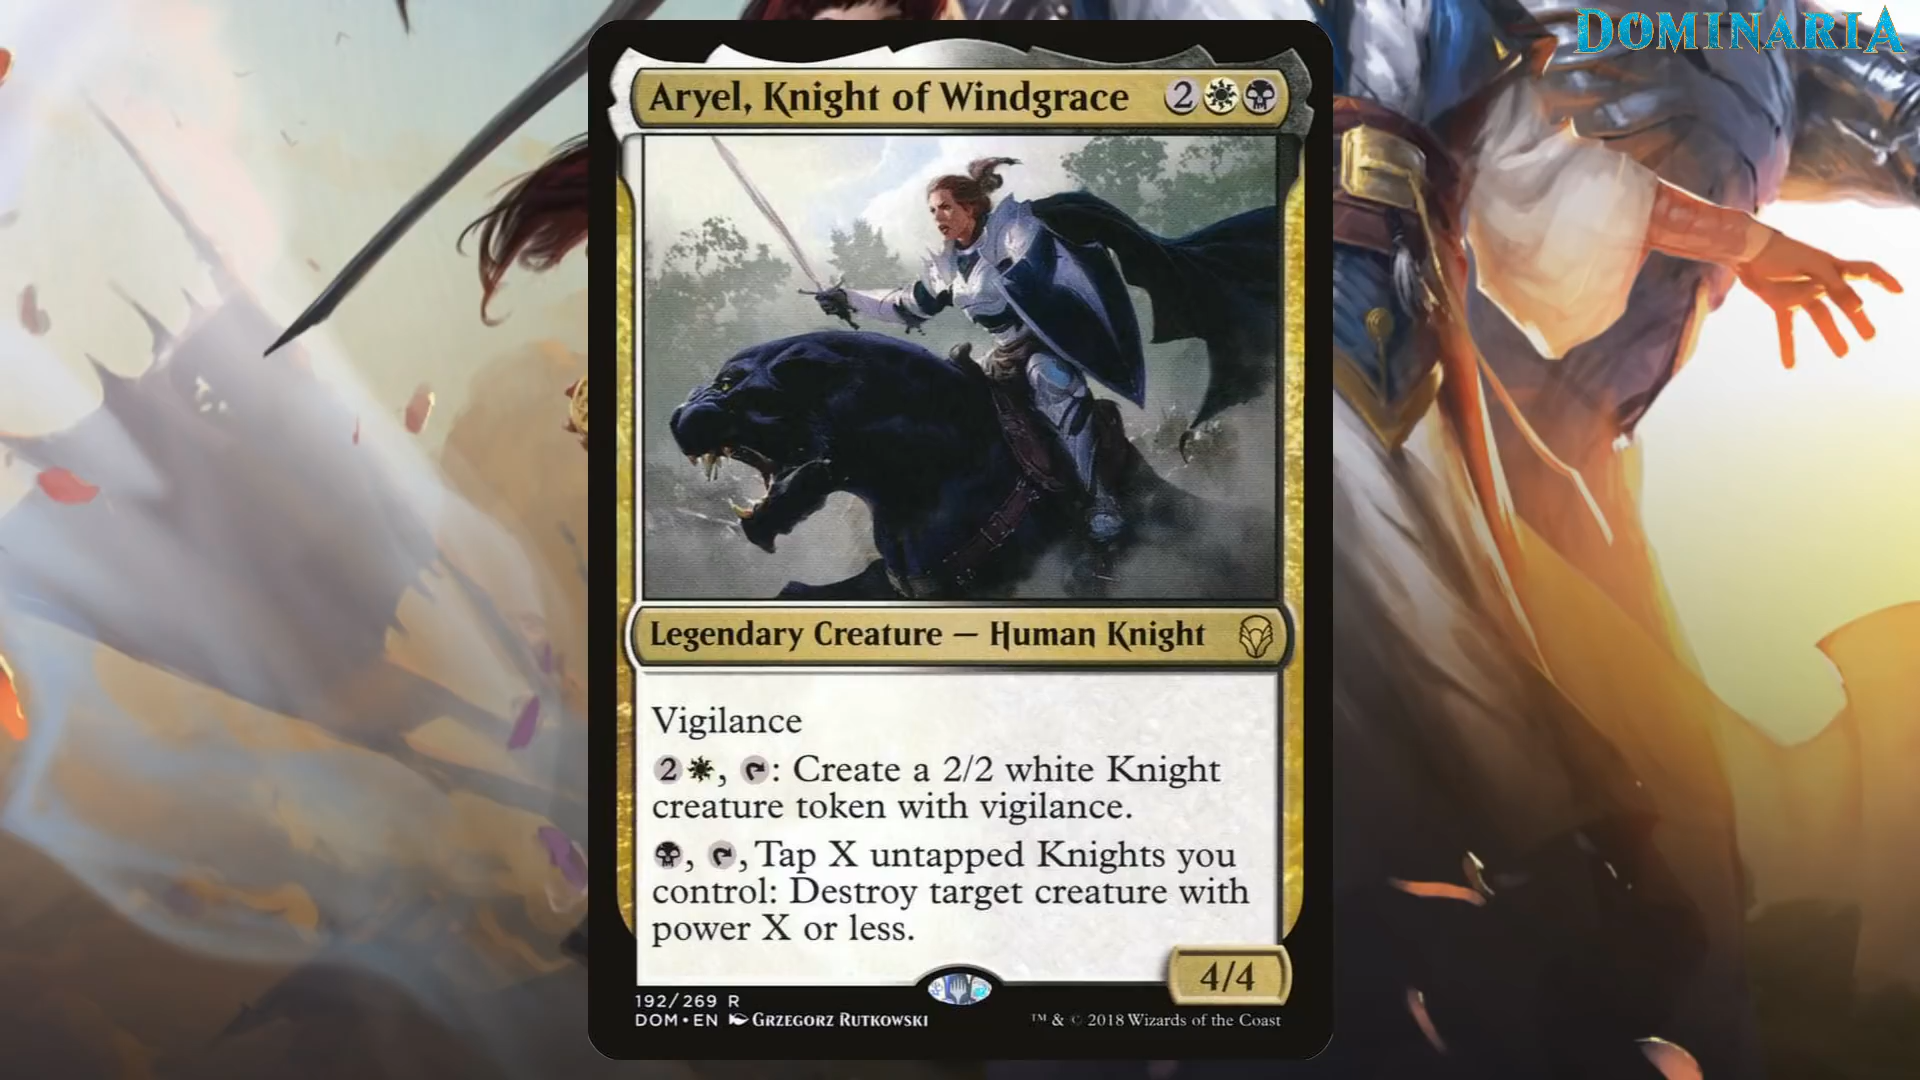 DOMINARIA
Aryel, Knight of Windgrace 2
Legendary Creature — Human Knight
Vigilance
2, : Create a 2/2 white Knight
creature token with vigilance.
, , Tap X untapped Knights you
control: Destroy target creature with
power X or less.
4/4
192/269 R
DOM • EN GRZEGORZ RUTKOWSKI
™ & © 2018 Wizards of the Coast